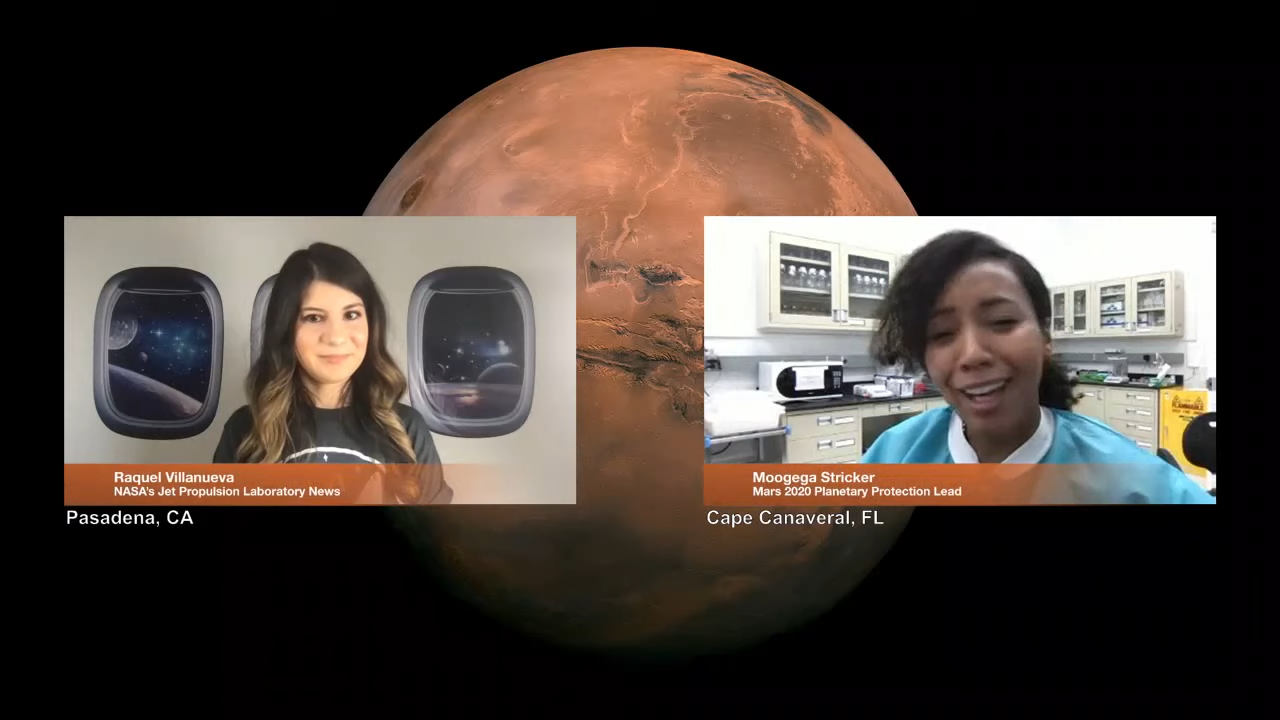 Raquel Villanueva
NASA's Jet Propulsion Laboratory News
Pasadena, CA
Moogega Stricker
Mars 2020 Planetary Protection Lead
Cape Canaveral, FL
FLAMMABLE